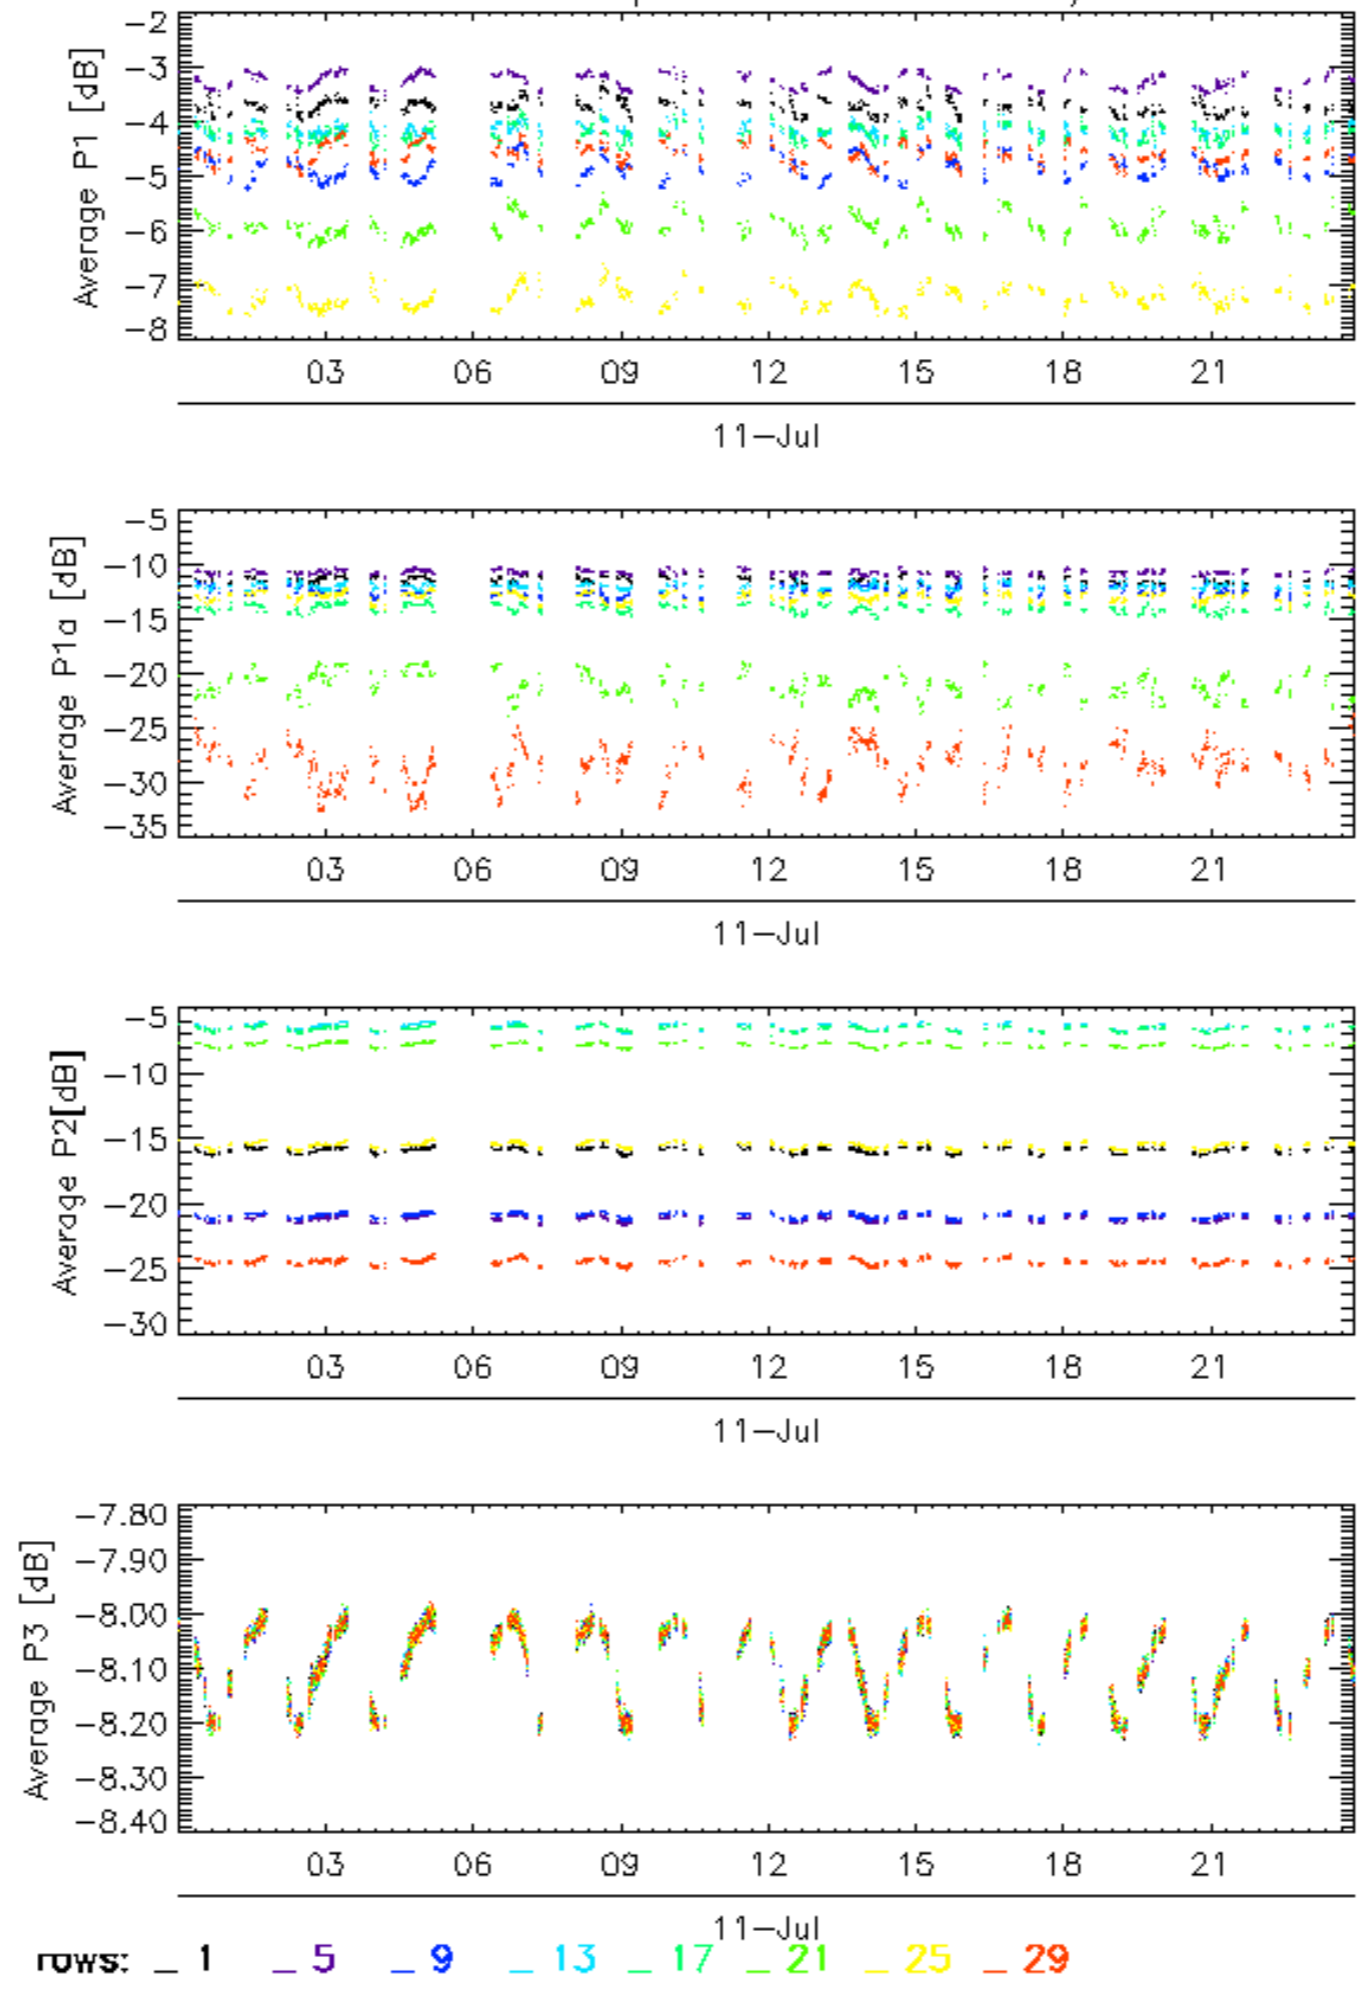 Average P1 [dB]
-2
-3
-4
-5
-6
-7
-8
03 06 09 12 15 18 21
11-Jul
Average P1a [dB]
-5
-10
-15
-20
-25
-30
-35
03 06 09 12 15 18 21
11-Jul
Average P2[dB]
-5
-10
-15
-20
-25
-30
03 06 09 12 15 18 21
11-Jul
Average P3 [dB]
-7.80
-7.90
-8.00
-8.10
-8.20
-8.30
-8.40
03 06 09 12 15 18 21
11-Jul
rows: _ 1 _ 5 _ 9 _ 13 _ 17 _ 21 _ 25 _ 29